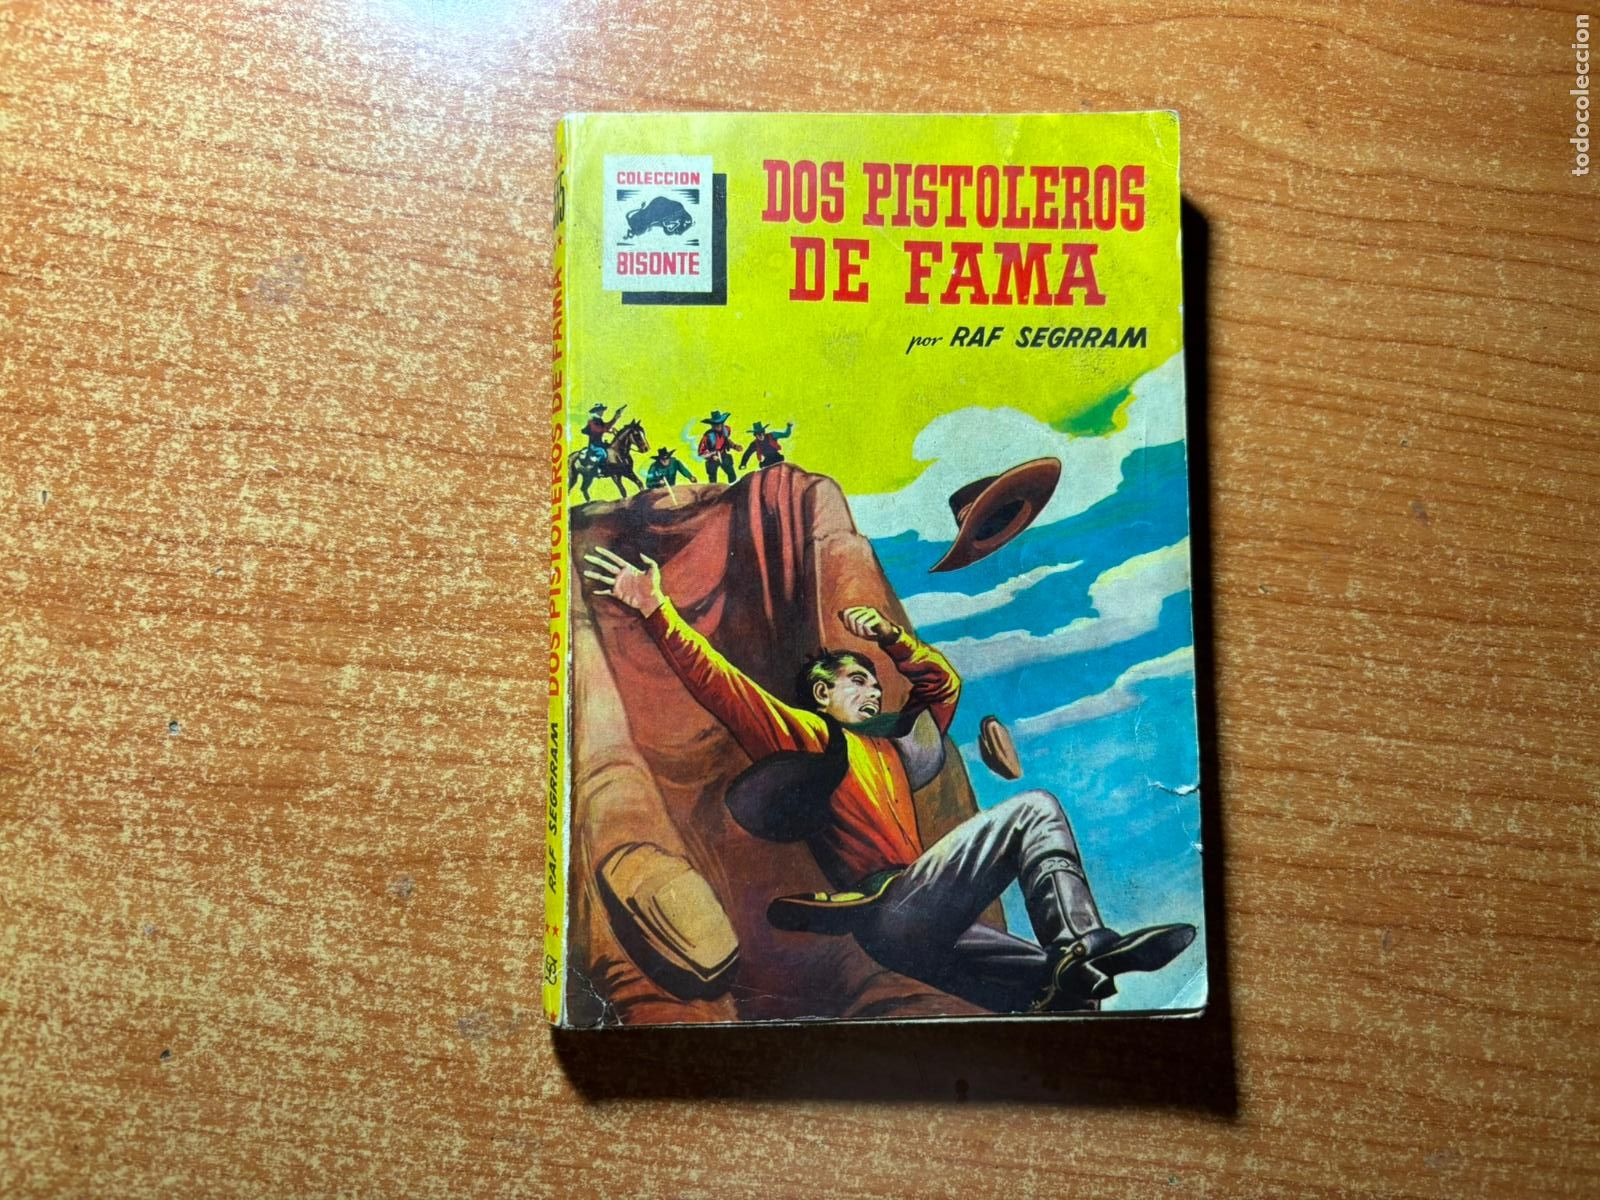 COLECCION
BISONTE
DOS PISTOLEROS
DE FAMA
por RAF SEGRRAM
RAF SEGRRAM DOS PISTOLEROS DE FAMA
todocoleccion